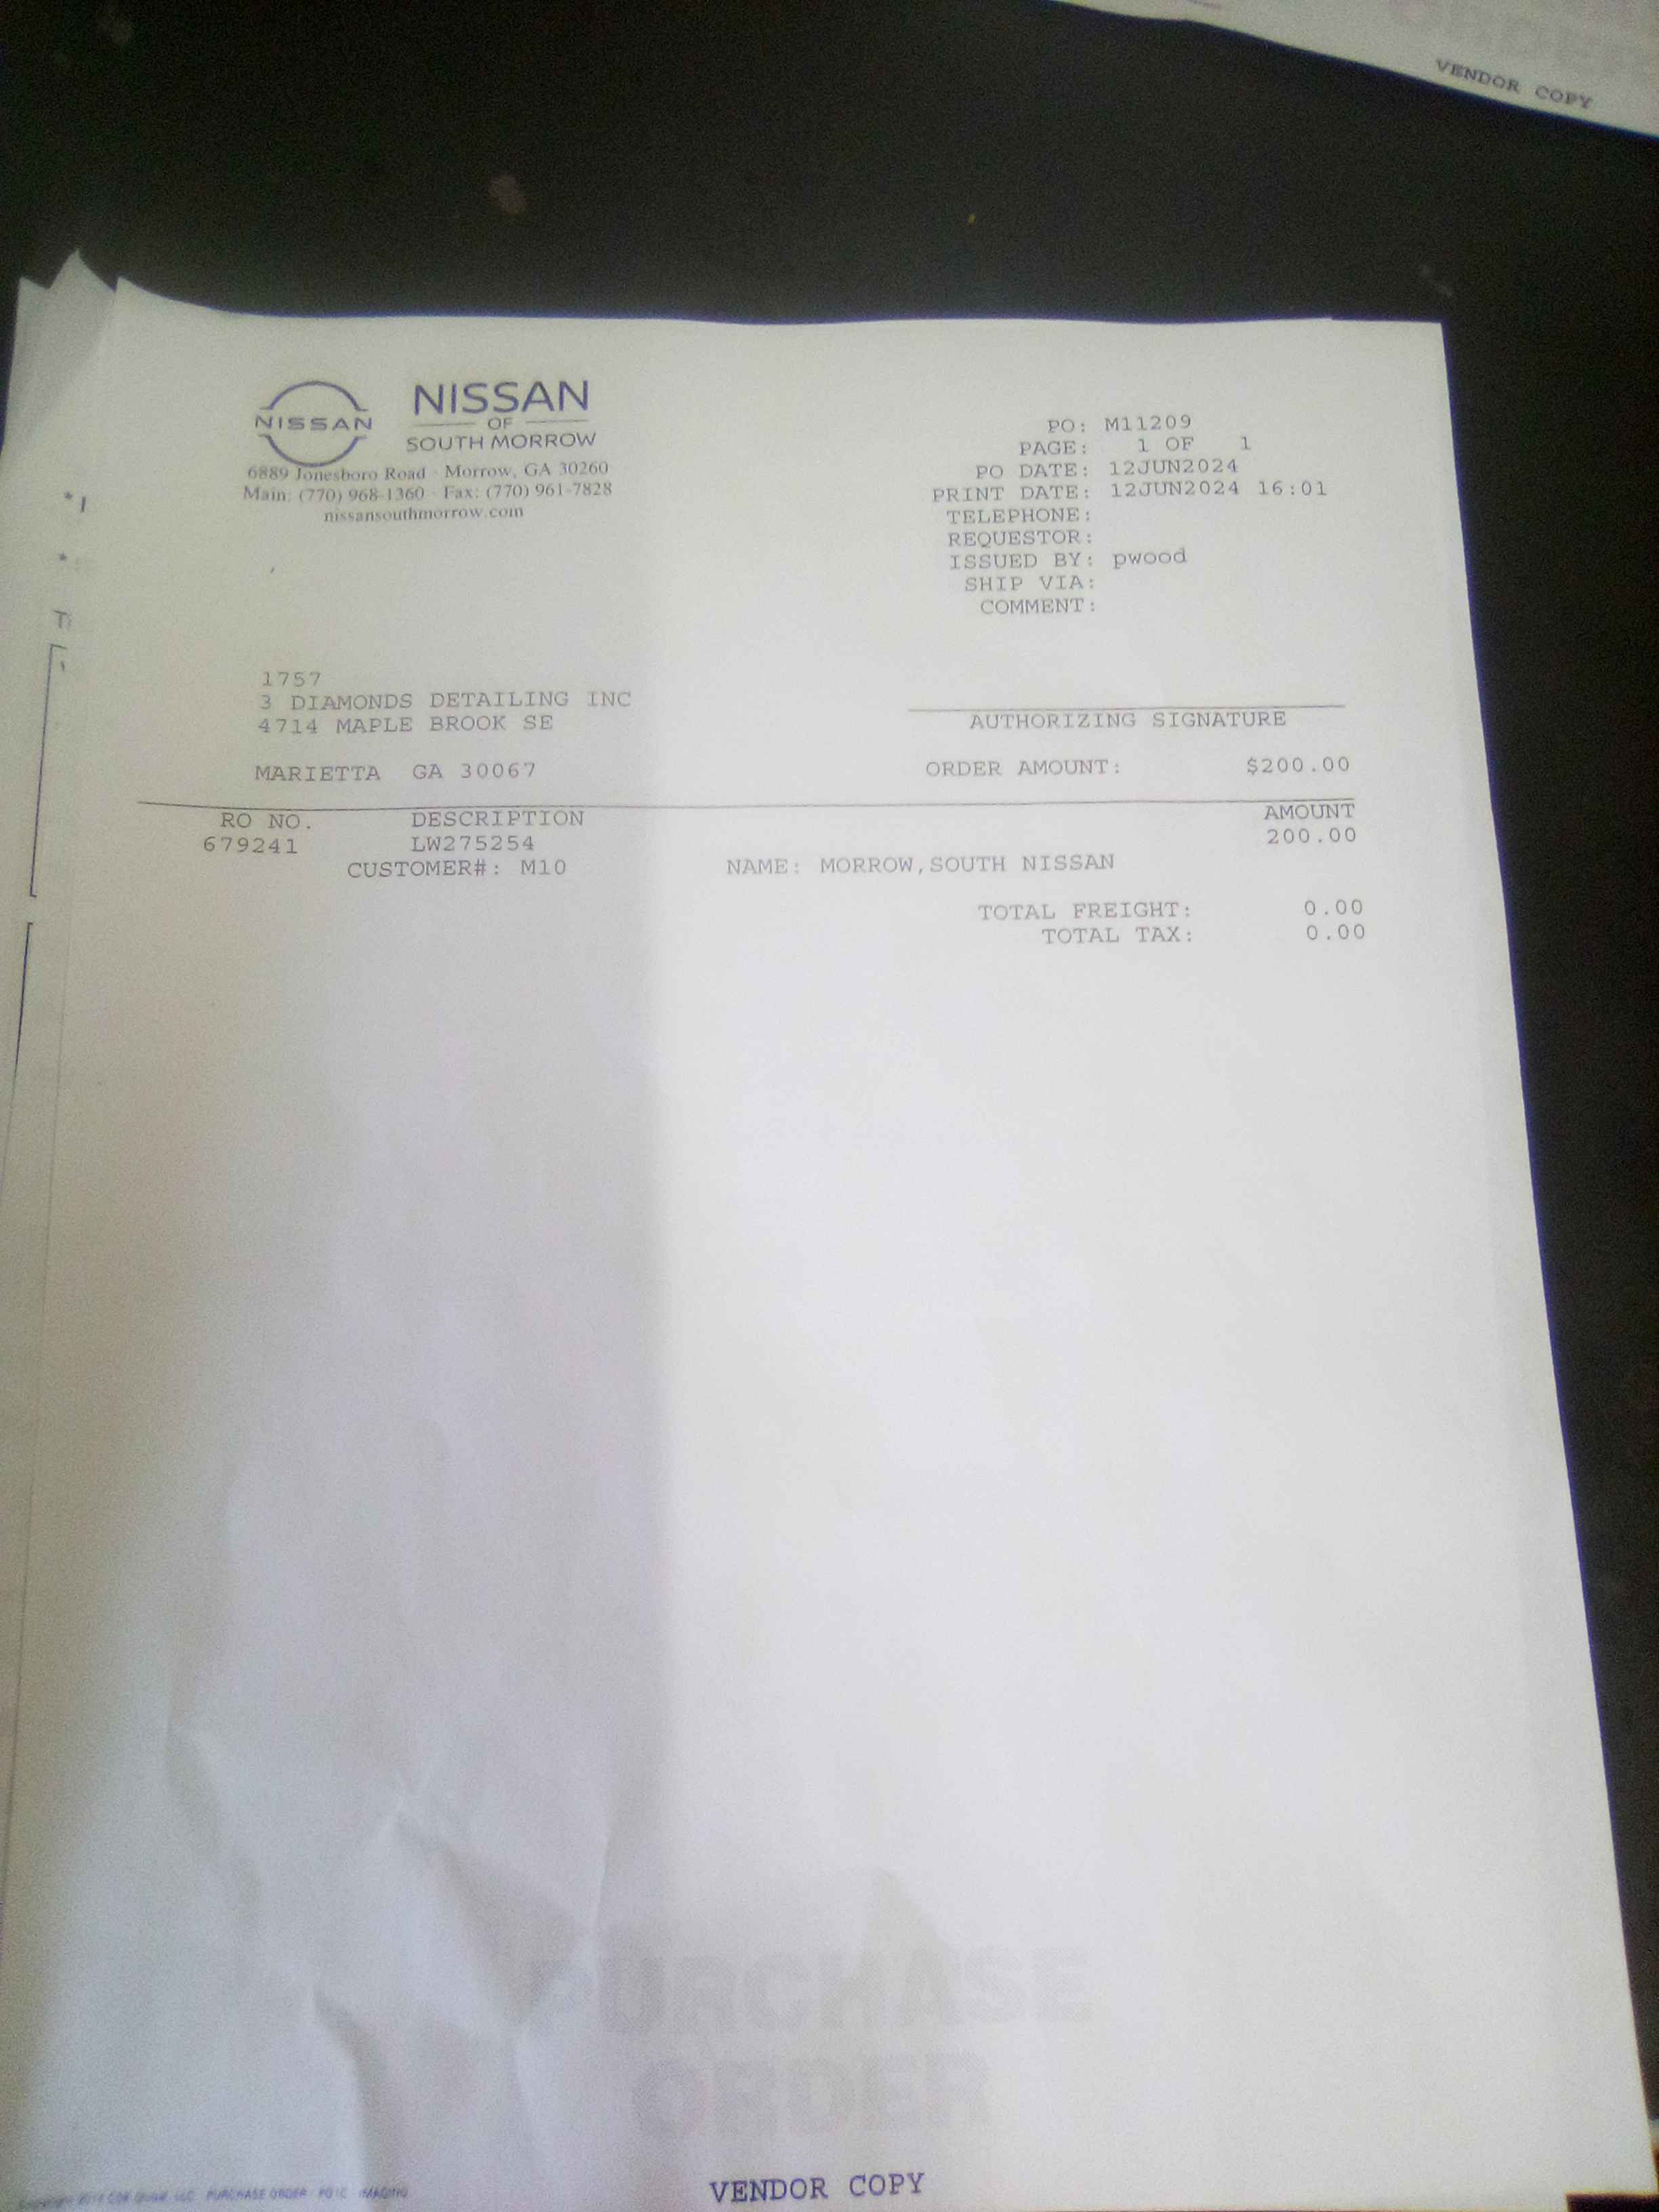 VENDOR COPY
NISSAN
NISSAN
OF
SOUTH MORROW
6889 Jonesboro Road - Morrow, GA 30260
Main: (770) 968-1360 - Fax: (770) 961-7828
nissansouthmorrow.com
PO: M11209
PAGE: 1 OF 1
PO DATE: 12JUN2024
PRINT DATE: 12JUN2024 16:01
TELEPHONE:
REQUESTOR:
ISSUED BY: pwood
SHIP VIA:
COMMENT:
1757
3 DIAMONDS DETAILING INC
4714 MAPLE BROOK SE
MARIETTA GA 30067
AUTHORIZING SIGNATURE
ORDER AMOUNT: $200.00
RO NO. DESCRIPTION AMOUNT
679241 LW275254 200.00
CUSTOMER#: M10 NAME: MORROW,SOUTH NISSAN
TOTAL FREIGHT: 0.00
TOTAL TAX: 0.00
PURCHASE
ORDER
VENDOR COPY